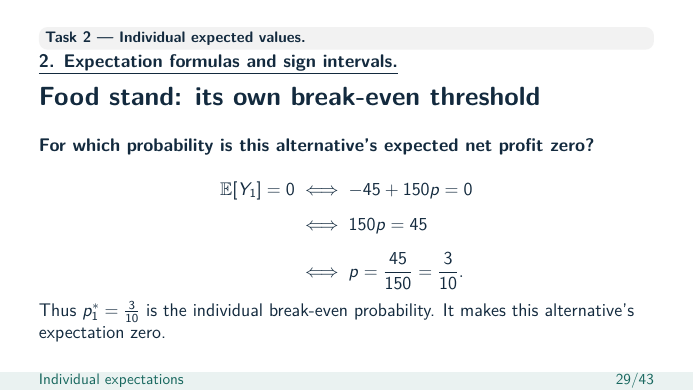 Task 2 — Individual expected values.
2. Expectation formulas and sign intervals.
Food stand: its own break-even threshold
For which probability is this alternative's expected net profit zero?
𝔼[Y₁] = 0 ⟺ −45 + 150p = 0
⟺ 150p = 45
⟺ p = 45/150 = 3/10.
Thus p₁* = 3/10 is the individual break-even probability. It makes this alternative's
expectation zero.
Individual expectations 29/43